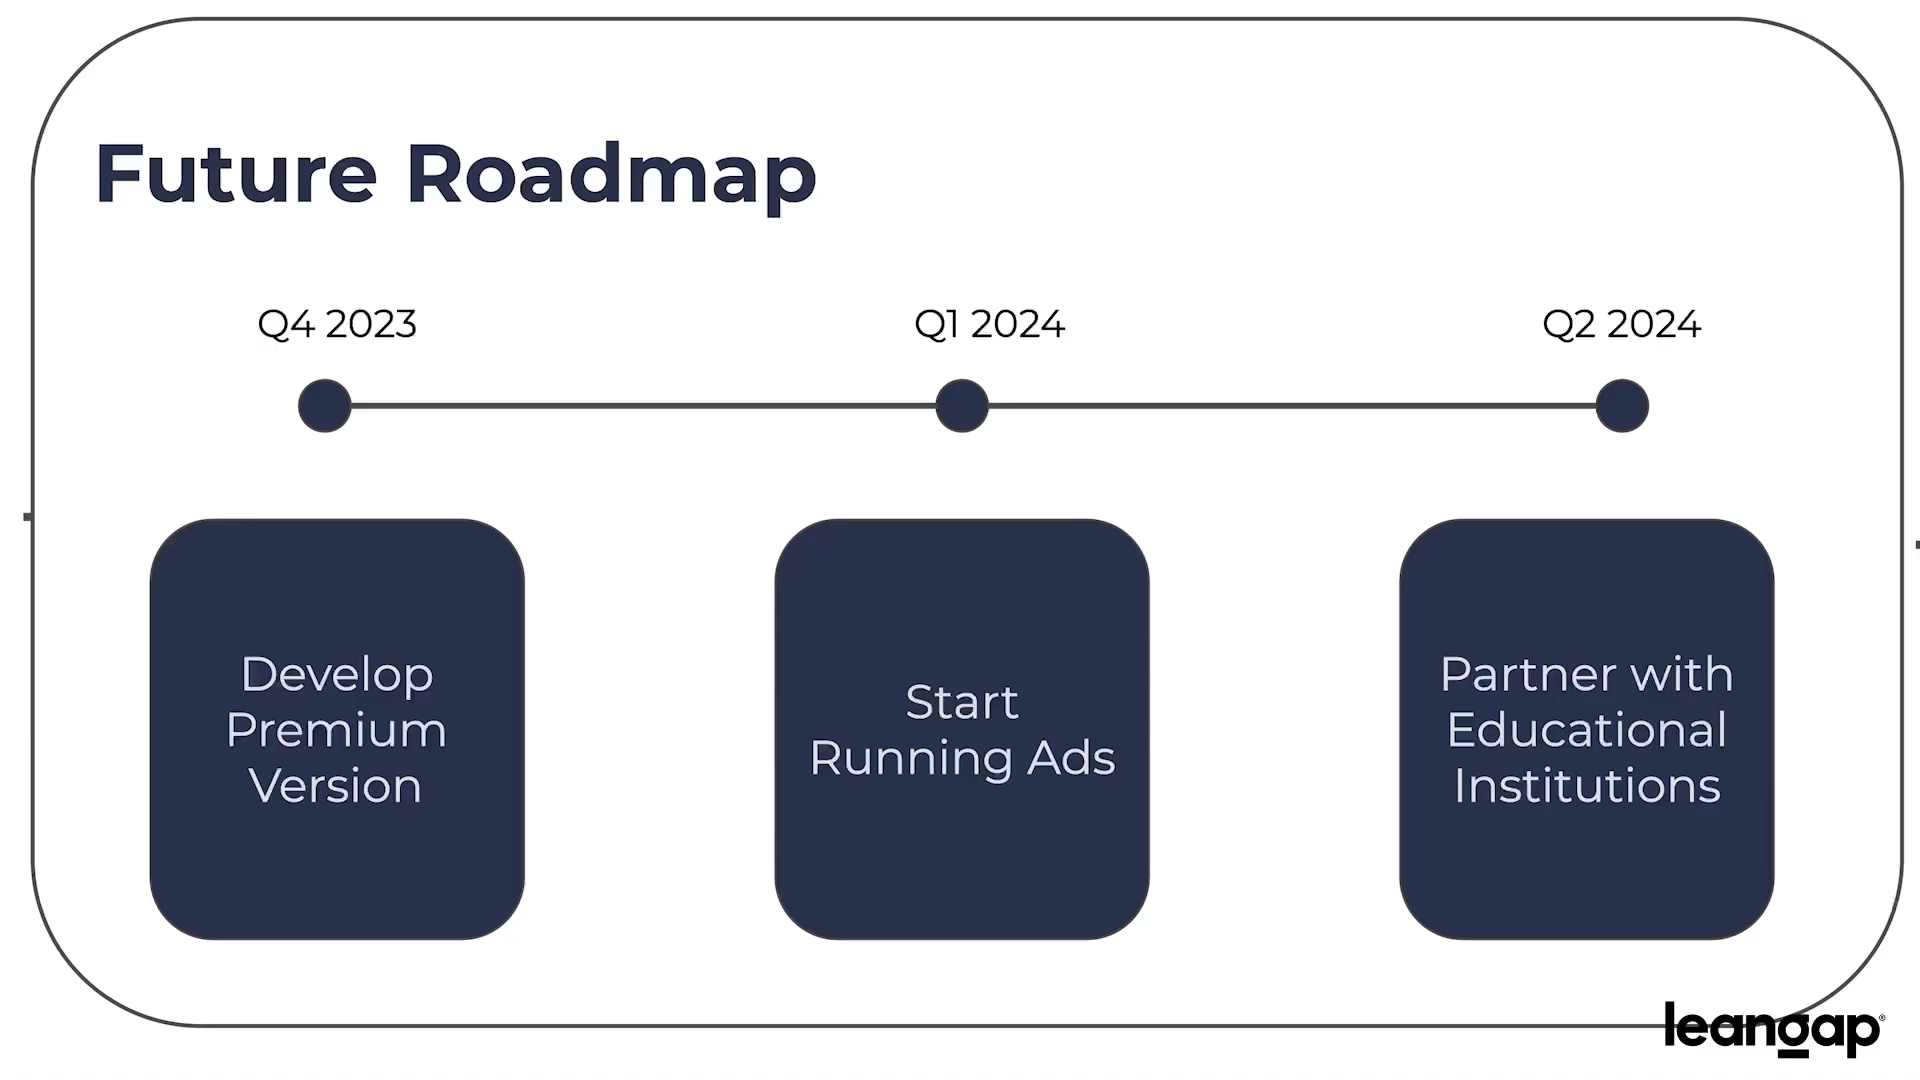 Future Roadmap
Q4 2023
Q1 2024
Q2 2024
Develop
Premium
Version
Start
Running Ads
Partner with
Educational
Institutions
leangap®